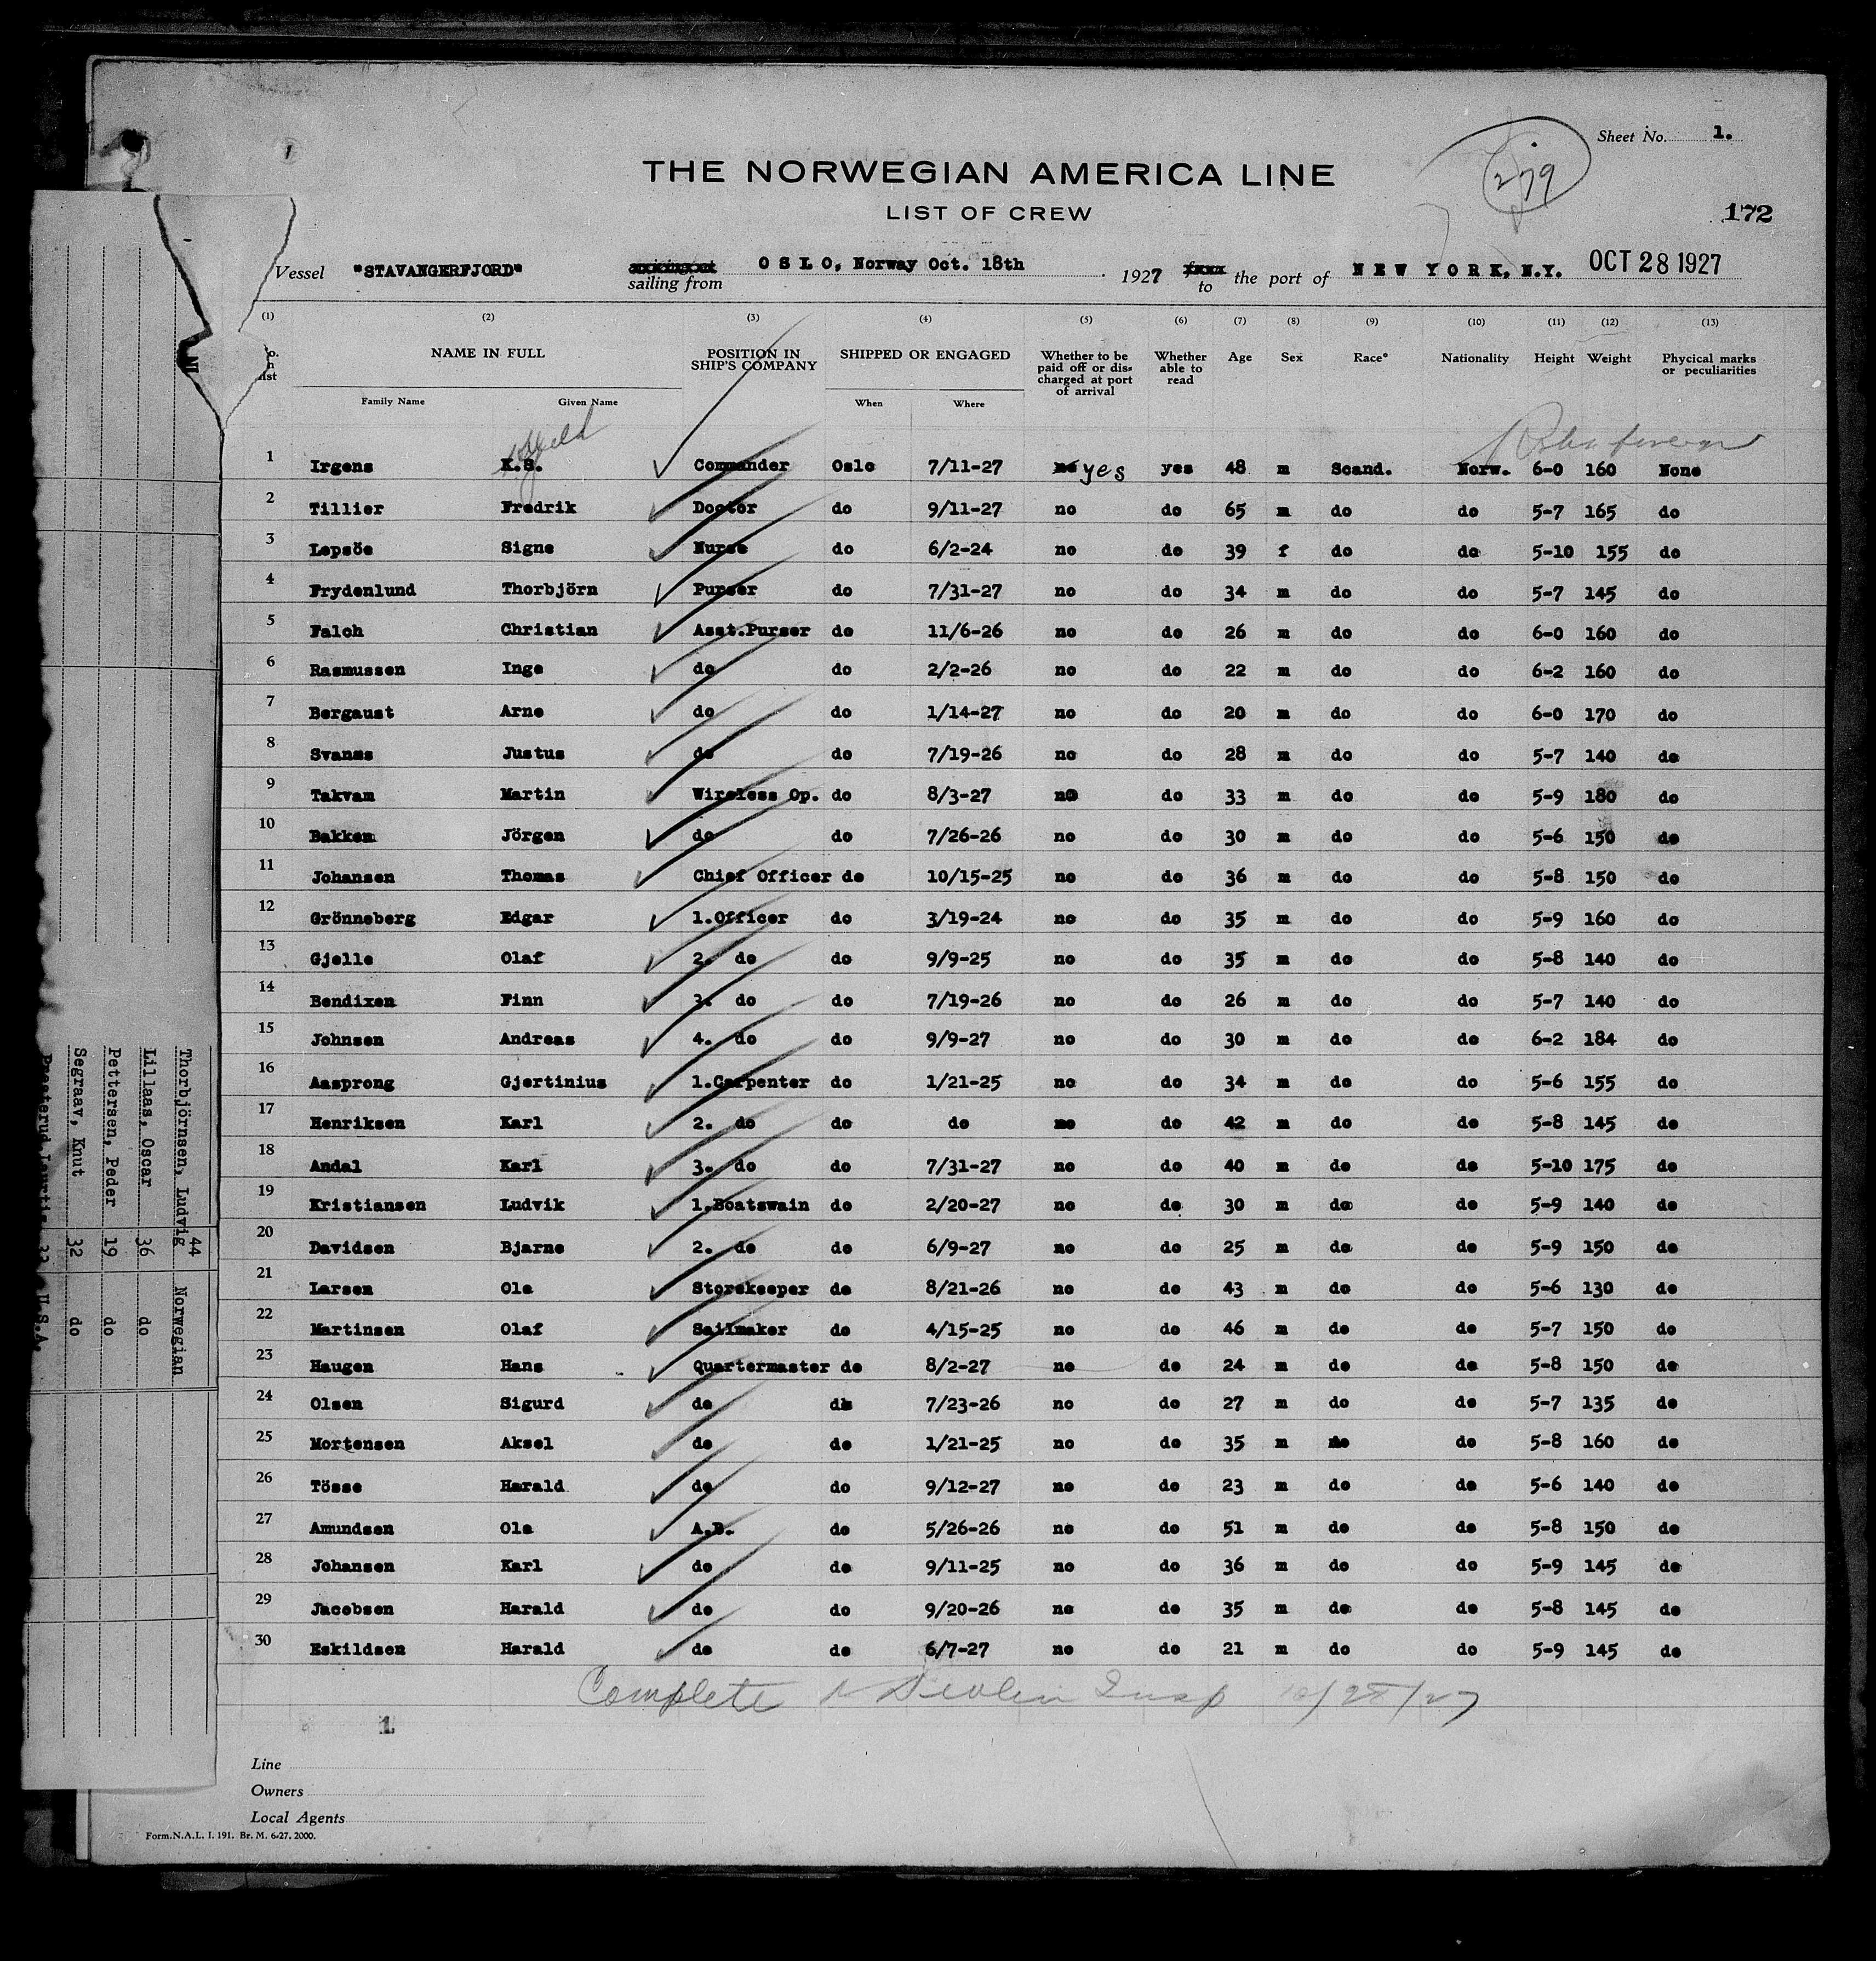 Sheet No. 1.
THE NORWEGIAN AMERICA LINE
279
LIST OF CREW
172
Vessel "STAVANGERFJORD" sailing from OSLO, Norway Oct. 18th 1927 to the port of NEW YORK, N.Y. OCT 28 1927
(1) (2) (3) (4) (5) (6) (7) (8) (9) (10) (11) (12) (13)
NAME IN FULL POSITION IN SHIP'S COMPANY SHIPPED OR ENGAGED Whether to be paid off or discharged at port of arrival Whether able to read Age Sex Race* Nationality Height Weight Phycical marks or peculiarities
Family Name Given Name When Where
1 Irgens K.S. Commander Oslo 7/11-27 no yes yes 48 m Scand. Norw. 6-0 160 None
2 Tillier Fredrik Doctor do 9/11-27 no do 65 m do do 5-7 165 do
3 Lepsöe Signe Nurse do 6/2-24 no do 39 f do do 5-10 155 do
4 Frydenlund Thorbjörn Purser do 7/31-27 no do 34 m do do 5-7 145 do
5 Falch Christian Asst.Purser do 11/6-26 no do 26 m do do 6-0 160 do
6 Rasmussen Inge do do 2/2-26 no do 22 m do do 6-2 160 do
7 Bergaust Arne do do 1/14-27 no do 20 m do do 6-0 170 do
8 Svanæs Justus do do 7/19-26 no do 28 m do do 5-7 140 do
9 Takvam Martin Wireless Op. do 8/3-27 no do 33 m do do 5-9 180 do
10 Bakken Jörgen do do 7/26-26 no do 30 m do do 5-6 150 do
11 Johansen Thomas Chief Officer do 10/15-25 no do 36 m do do 5-8 150 do
12 Grönneberg Edgar 1.Officer do 3/19-24 no do 35 m do do 5-9 160 do
13 Gjelle Olaf 2. do do 9/9-25 no do 35 m do do 5-8 140 do
14 Bendixen Finn 3. do do 7/19-26 no do 26 m do do 5-7 140 do
15 Johnsen Andreas 4. do do 9/9-27 no do 30 m do do 6-2 184 do
16 Aasprong Gjertinius 1.Carpenter do 1/21-25 no do 34 m do do 5-6 155 do
17 Henriksen Karl 2. do do do no do 42 m do do 5-8 145 do
18 Andal Karl 3. do do 7/31-27 no do 40 m do do 5-10 175 do
19 Kristiansen Ludvik 1.Boatswain do 2/20-27 no do 30 m do do 5-9 140 do
20 Davidsen Bjarne 2. do do 6/9-27 no do 25 m do do 5-9 150 do
21 Larsen Ole Storekeeper do 8/21-26 no do 43 m do do 5-6 130 do
22 Martinsen Olaf Sailmaker do 4/15-25 no do 46 m do do 5-7 150 do
23 Haugen Hans Quartermaster do 8/2-27 no do 24 m do do 5-8 150 do
24 Olsen Sigurd do do 7/23-26 no do 27 m do do 5-7 135 do
25 Mortensen Aksel do do 1/21-25 no do 35 m do do 5-8 160 do
26 Tösse Harald do do 9/12-27 no do 23 m do do 5-6 140 do
27 Amundsen Ole A.B. do 5/26-26 no do 51 m do do 5-8 150 do
28 Johansen Karl do do 9/11-25 no do 36 m do do 5-9 145 do
29 Jacobsen Harald do do 9/20-26 no do 35 m do do 5-8 145 do
30 Eskildsen Harald do do 6/7-27 no do 21 m do do 5-9 145 do
Complete Insp 10/28/27
1
Line
Owners
Local Agents
Form.N.A.L. I. 191. Br. M. 6-27. 2000.
Thorbjörnsen, Ludvig 44 Norwegian
Lillaas, Oscar 36 do
Pettersen, Peder 19 do
Segraav, Knut 32 do
U.S.A.